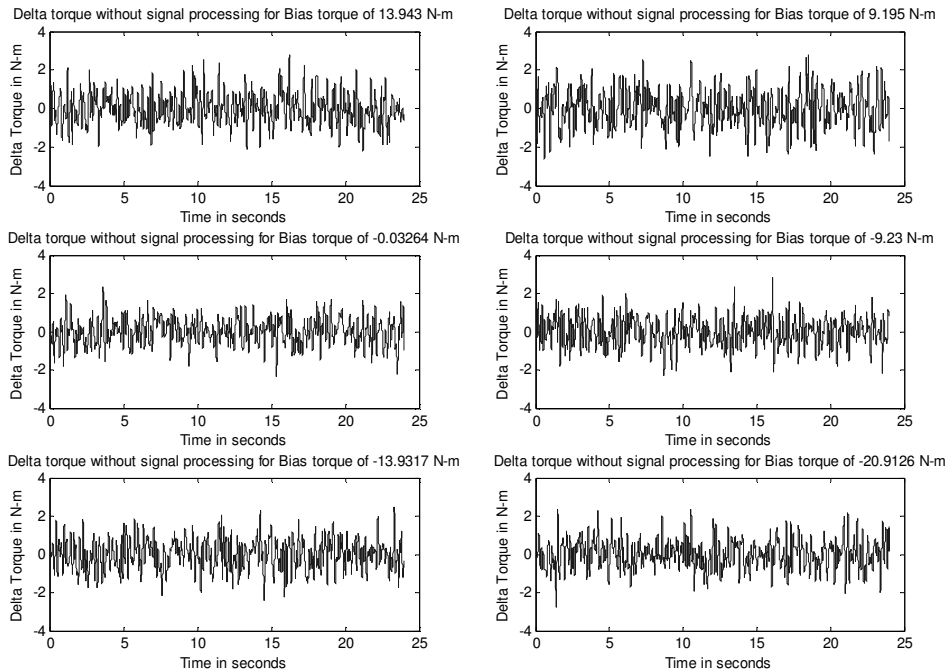 Delta torque without signal processing for Bias torque of 13.943 N-m
4
2
0
-2
-4
Delta Torque in N-m
0 5 10 15 20 25
Time in seconds
Delta torque without signal processing for Bias torque of 9.195 N-m
4
2
0
-2
-4
Delta Torque in N-m
0 5 10 15 20 25
Time in seconds
Delta torque without signal processing for Bias torque of -0.03264 N-m
4
2
0
-2
-4
Delta Torque in N-m
0 5 10 15 20 25
Time in seconds
Delta torque without signal processing for Bias torque of -9.23 N-m
4
2
0
-2
-4
Delta Torque in N-m
0 5 10 15 20 25
Time in seconds
Delta torque without signal processing for Bias torque of -13.9317 N-m
4
2
0
-2
-4
Delta Torque in N-m
0 5 10 15 20 25
Time in seconds
Delta torque without signal processing for Bias torque of -20.9126 N-m
4
2
0
-2
-4
Delta Torque in N-m
0 5 10 15 20 25
Time in seconds